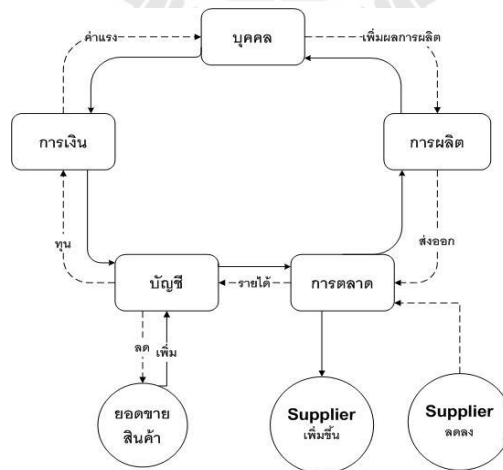 บุคคล
ค่าแรง
เพิ่มผลการผลิต
การเงิน
การผลิต
ทุน
ส่งออก
บัญชี
รายได้
การตลาด
ลด
เพิ่ม
ยอดขาย
สินค้า
Supplier
เพิ่มขึ้น
Supplier
ลดลง